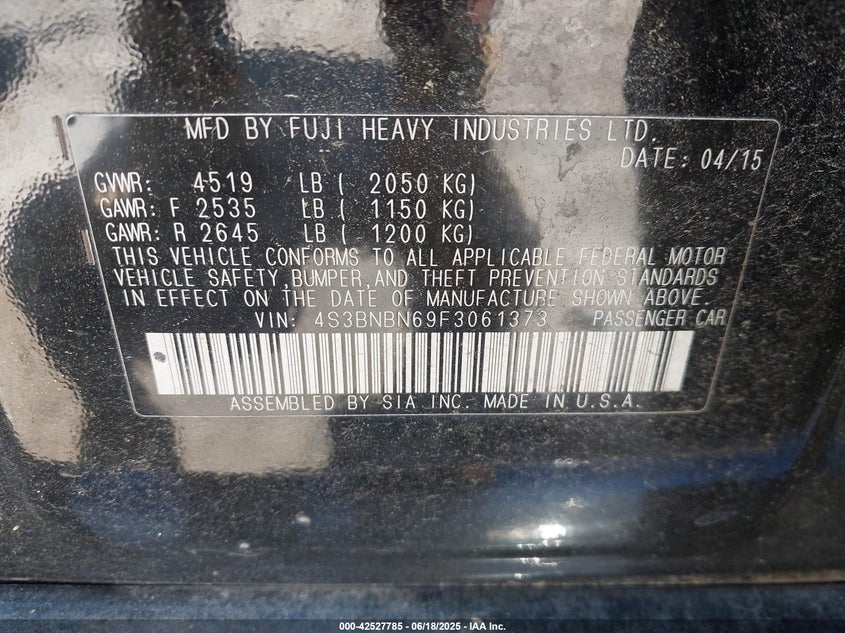 MFD BY FUJI HEAVY INDUSTRIES LTD.
DATE: 04/15
GVWR: 4519 LB ( 2050 KG)
GAWR: F 2535 LB ( 1150 KG)
GAWR: R 2645 LB ( 1200 KG)
THIS VEHICLE CONFORMS TO ALL APPLICABLE FEDERAL MOTOR
VEHICLE SAFETY,BUMPER,AND THEFT PREVENTION STANDARDS
IN EFFECT ON THE DATE OF MANUFACTURE SHOWN ABOVE.
VIN: 4S3BNBN69F3061373 PASSENGER CAR
ASSEMBLED BY SIA INC. MADE IN U.S.A.
000-42527785 - 06/18/2025 - IAA Inc.